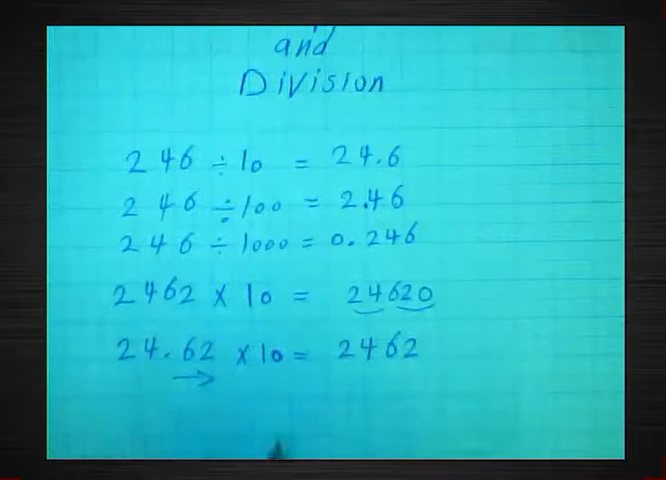 and
Division
246 ÷ 10 = 24.6
246 ÷ 100 = 2.46
246 ÷ 1000 = 0.246
2462 x 10 = 24620
24.62 x 10 = 2462